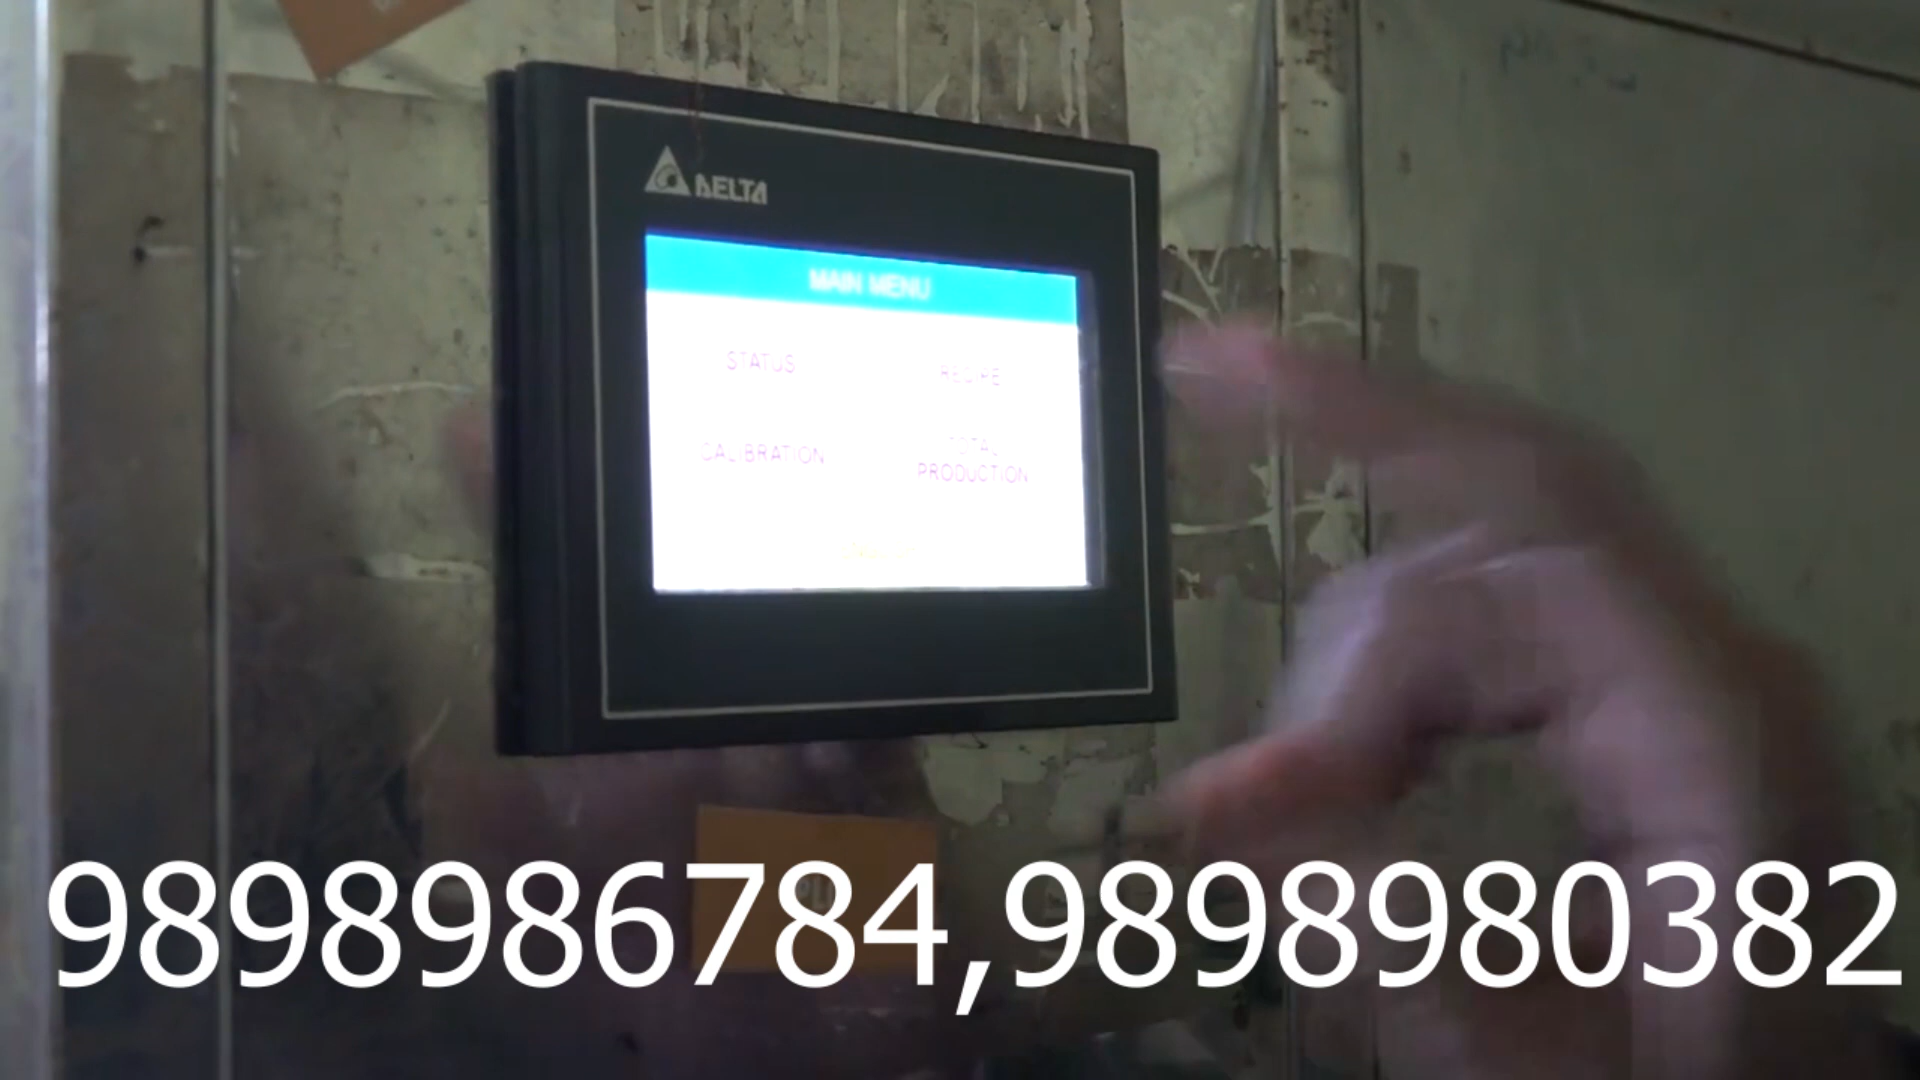 DELTA
MAIN MENU
STATUS
RECIPE
CALIBRATION
TOTAL
PRODUCTION
9898986784,9898980382